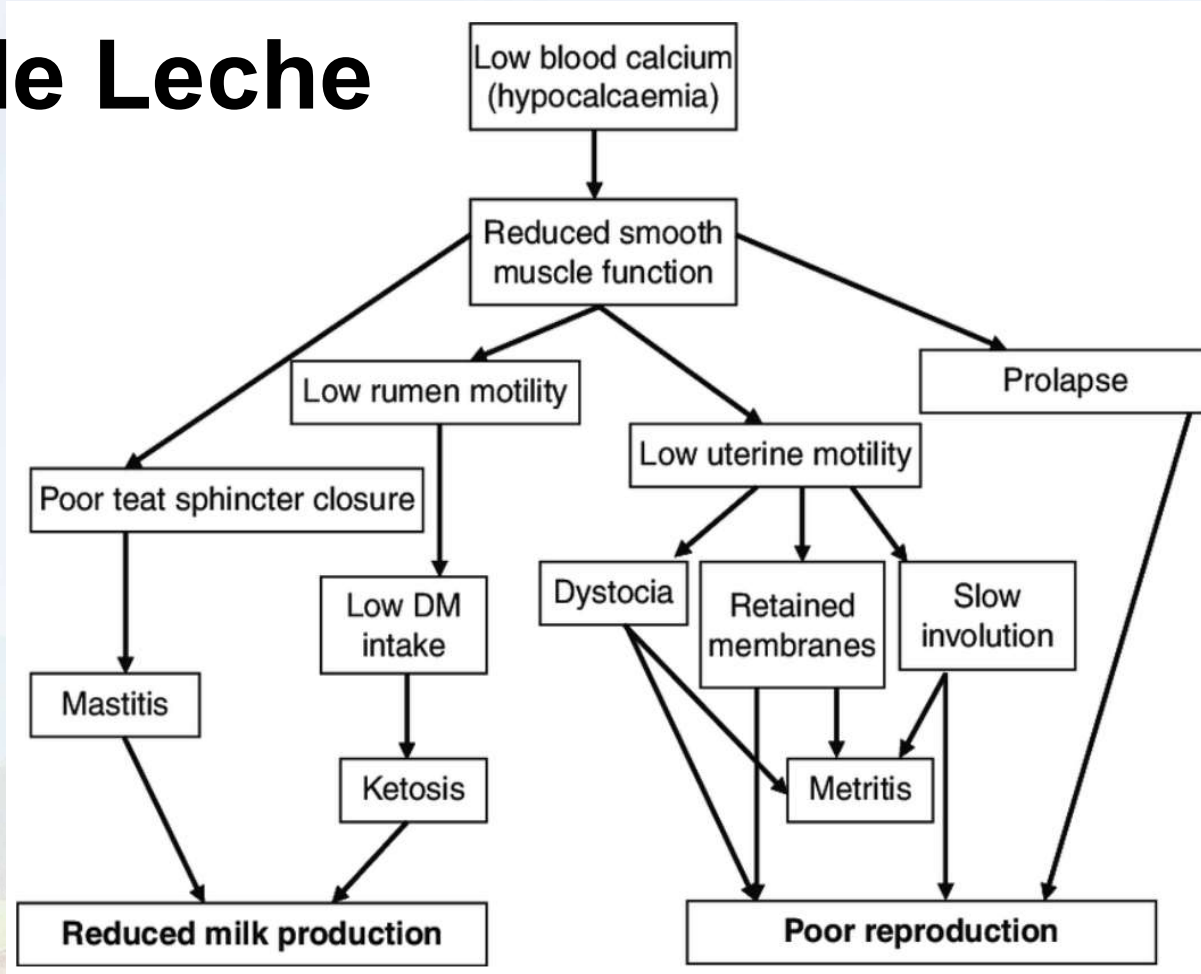 le Leche
Low blood calcium
(hypocalcaemia)
Reduced smooth
muscle function
Low rumen motility
Prolapse
Low uterine motility
Poor teat sphincter closure
Dystocia
Retained
membranes
Slow
involution
Low DM
intake
Mastitis
Ketosis
Metritis
Reduced milk production
Poor reproduction